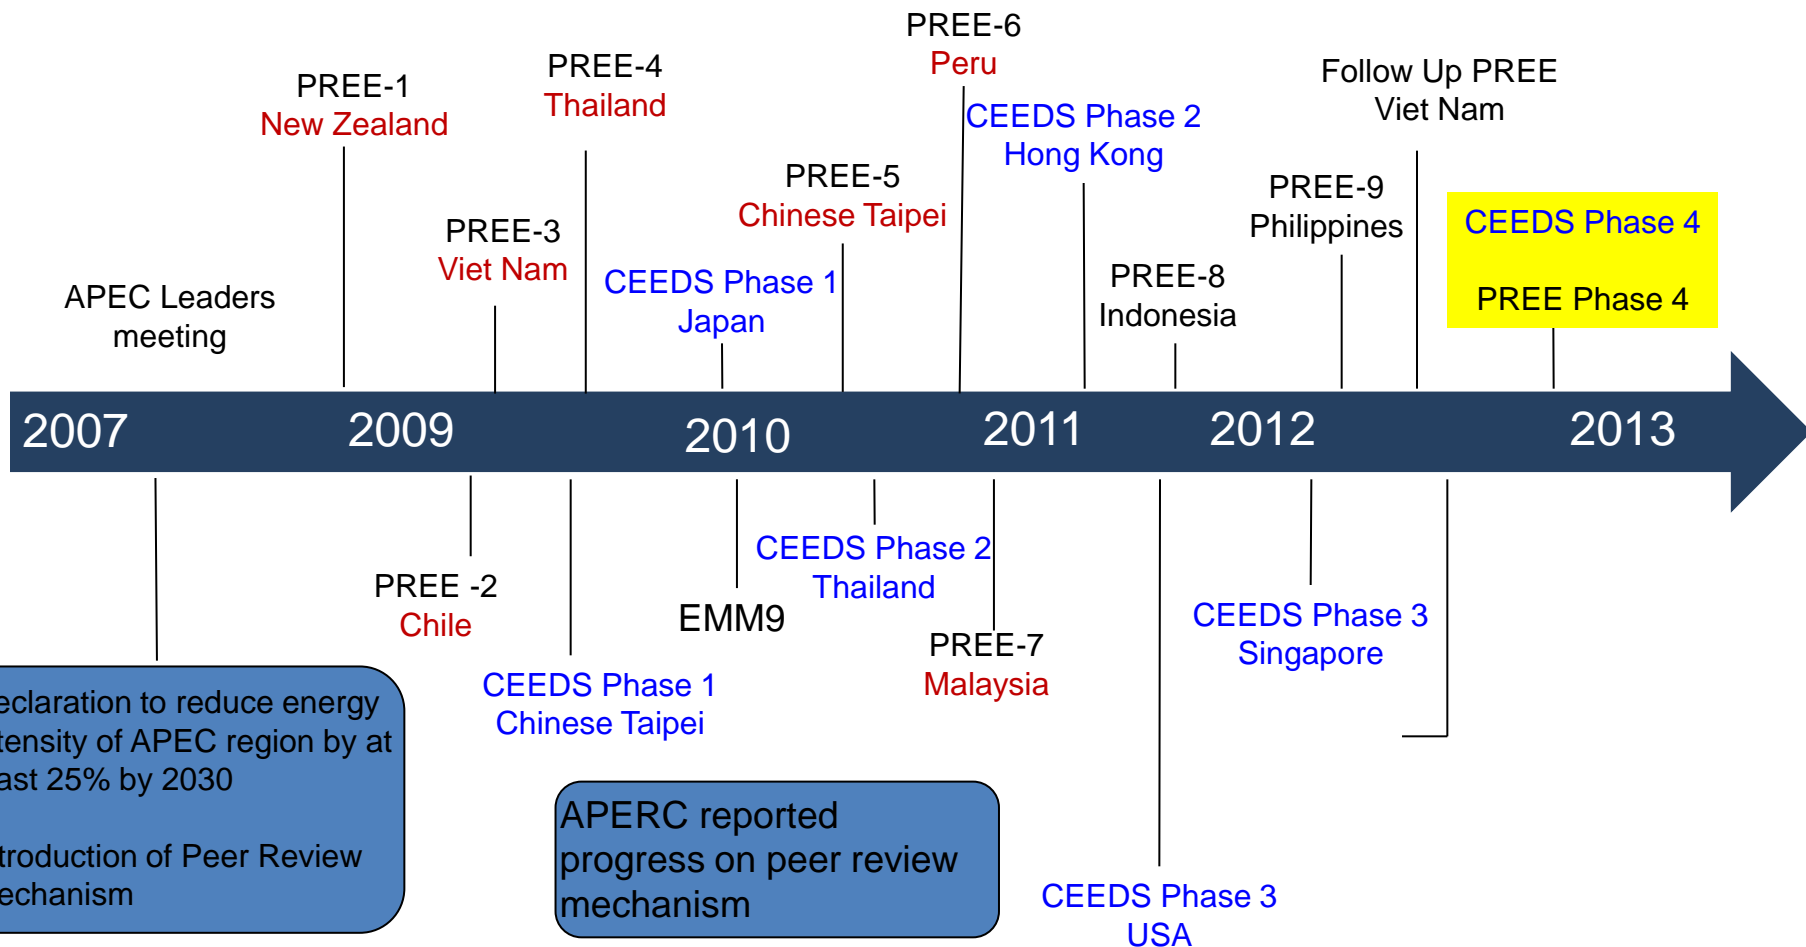 PREE-6
Peru
PREE-4
Thailand
PREE-1
New Zealand
Follow Up PREE
Viet Nam
CEEDS Phase 2
Hong Kong
PREE-5
Chinese Taipei
PREE-9
Philippines
PREE-3
Viet Nam
CEEDS Phase 4
PREE Phase 4
CEEDS Phase 1
Japan
PREE-8
Indonesia
APEC Leaders
meeting
2007
2009
2010
2011
2012
2013
PREE -2
Chile
CEEDS Phase 1
Chinese Taipei
EMM9
CEEDS Phase 2
Thailand
PREE-7
Malaysia
CEEDS Phase 3
Singapore
eclaration to reduce energy
tensity of APEC region by at
ast 25% by 2030
troduction of Peer Review
echanism
APERC reported
progress on peer review
mechanism
CEEDS Phase 3
USA